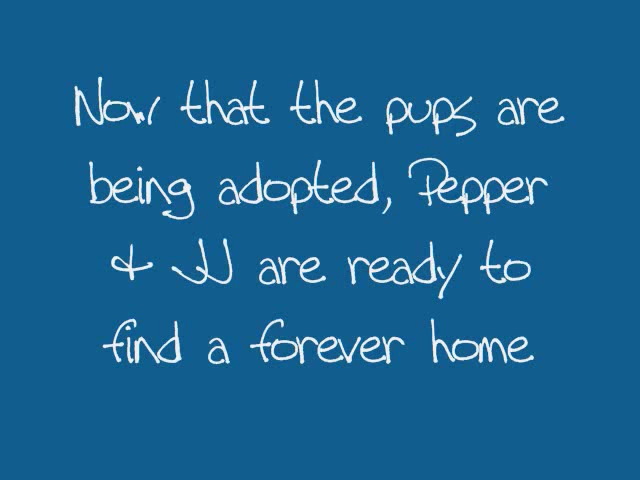 Now that the pups are
being adopted, Pepper
& JJ are ready to
find a forever home